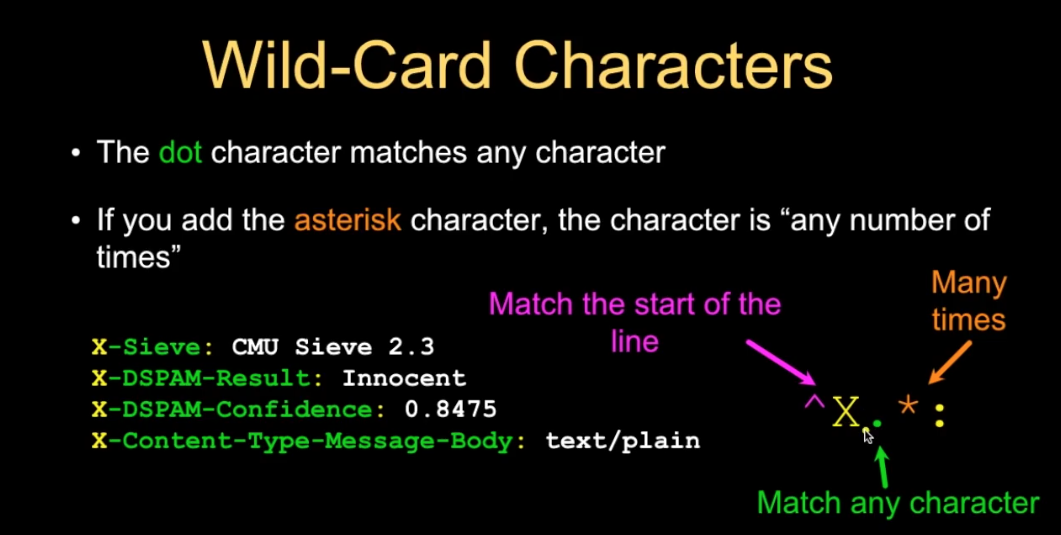 Wild-Card Characters
• The dot character matches any character
• If you add the asterisk character, the character is “any number of
times”
Match the start of the
line
Many
times
X-Sieve: CMU Sieve 2.3
X-DSPAM-Result: Innocent
X-DSPAM-Confidence: 0.8475
X-Content-Type-Message-Body: text/plain
^X.*:
Match any character